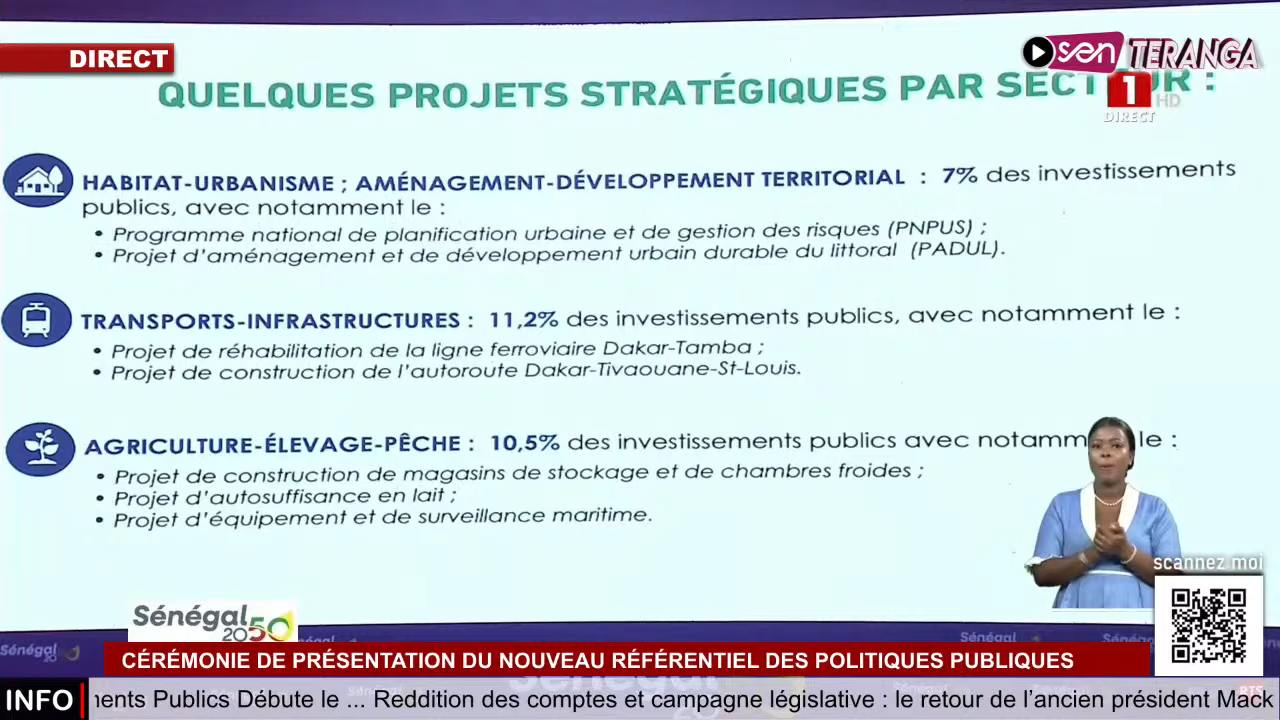 DIRECT
sen TERANGA
QUELQUES PROJETS STRATÉGIQUES PAR SECTEUR :
1 HD
DIRECT
HABITAT-URBANISME ; AMÉNAGEMENT-DÉVELOPPEMENT TERRITORIAL : 7% des investissements
publics, avec notamment le :
• Programme national de planification urbaine et de gestion des risques (PNPUS) ;
• Projet d’aménagement et de développement urbain durable du littoral (PADUL).
TRANSPORTS-INFRASTRUCTURES : 11,2% des investissements publics, avec notamment le :
• Projet de réhabilitation de la ligne ferroviaire Dakar-Tamba ;
• Projet de construction de l’autoroute Dakar-Tivaouane-St-Louis.
AGRICULTURE-ÉLEVAGE-PÊCHE : 10,5% des investissements publics avec notamment le :
• Projet de construction de magasins de stockage et de chambres froides ;
• Projet d’autosuffisance en lait ;
• Projet d’équipement et de surveillance maritime.
scannez moi
Sénégal
2050
CÉRÉMONIE DE PRÉSENTATION DU NOUVEAU RÉFÉRENTIEL DES POLITIQUES PUBLIQUES
INFO nents Publics Débute le ... Reddition des comptes et campagne législative : le retour de l’ancien président Mack